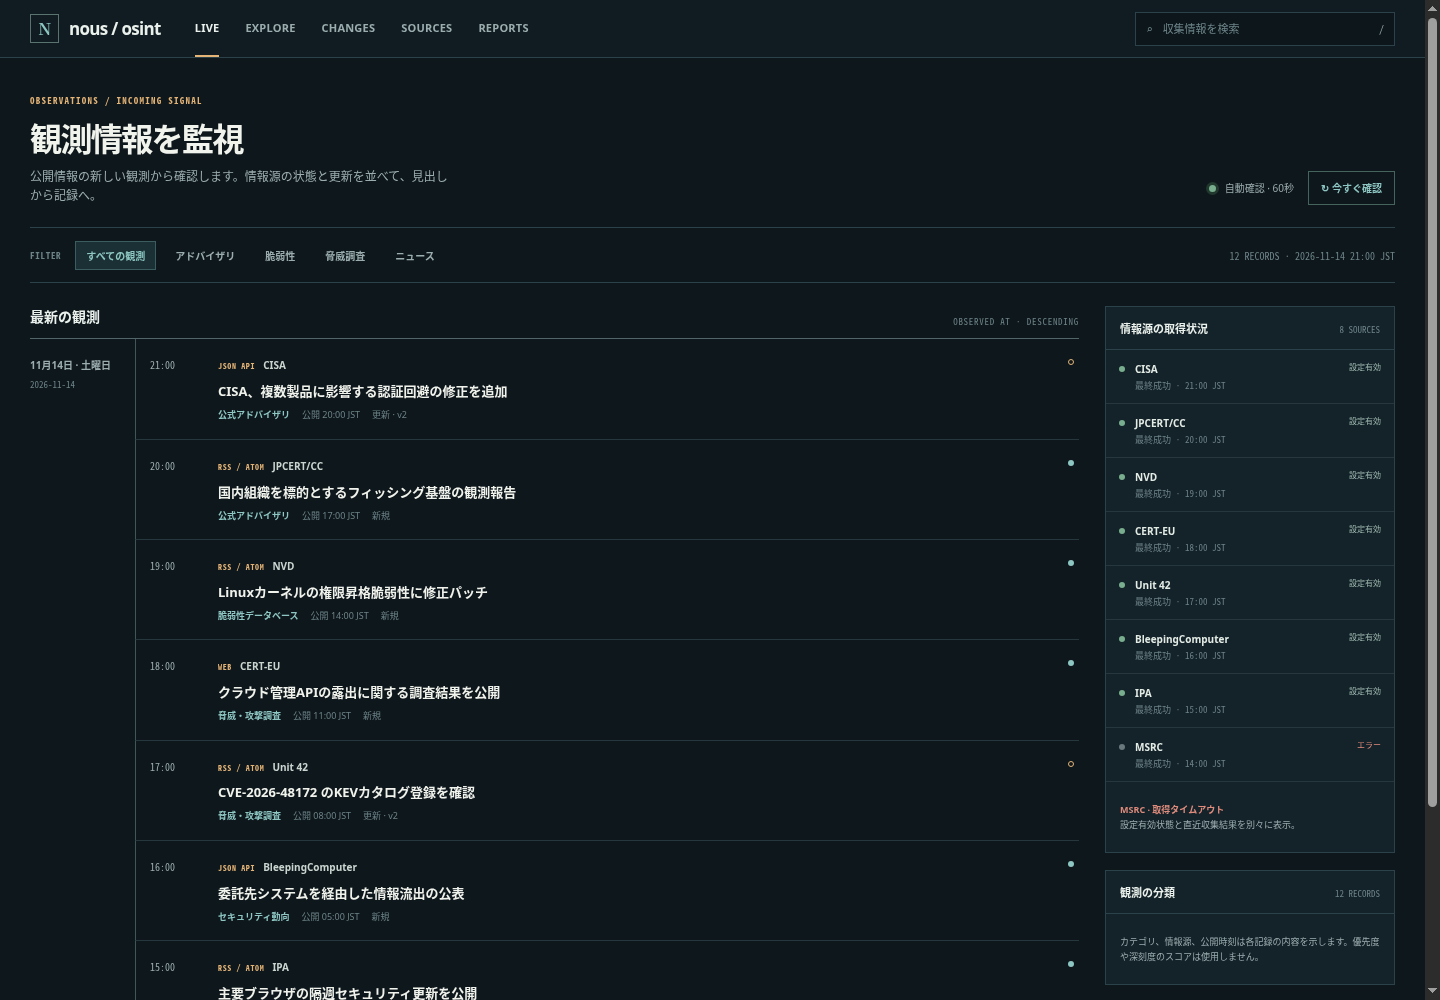 N nous / osint LIVE EXPLORE CHANGES SOURCES REPORTS 収集情報を検索 /
OBSERVATIONS / INCOMING SIGNAL
観測情報を監視
公開情報の新しい観測から確認します。情報源の状態と更新を並べて、見出し
から記録へ。
自動確認 · 60秒 ↻ 今すぐ確認
FILTER すべての観測 アドバイザリ 脆弱性 脅威調査 ニュース 12 RECORDS · 2026-11-14 21:00 JST
最新の観測 OBSERVED AT · DESCENDING
11月14日 · 土曜日
2026-11-14
21:00 JSON API CISA
CISA、複数製品に影響する認証回避の修正を追加
公式アドバイザリ 公開 20:00 JST 更新 · v2
20:00 RSS / ATOM JPCERT/CC
国内組織を標的とするフィッシング基盤の観測報告
公式アドバイザリ 公開 17:00 JST 新規
19:00 RSS / ATOM NVD
Linuxカーネルの権限昇格脆弱性に修正パッチ
脆弱性データベース 公開 14:00 JST 新規
18:00 WEB CERT-EU
クラウド管理APIの露出に関する調査結果を公開
脅威・攻撃調査 公開 11:00 JST 新規
17:00 RSS / ATOM Unit 42
CVE-2026-48172 のKEVカタログ登録を確認
脅威・攻撃調査 公開 08:00 JST 更新 · v2
16:00 JSON API BleepingComputer
委託先システムを経由した情報流出の公表
セキュリティ動向 公開 05:00 JST 新規
15:00 RSS / ATOM IPA
主要ブラウザの隔週セキュリティ更新を公開
情報源の取得状況 8 SOURCES
CISA 設定有効
最終成功 · 21:00 JST
JPCERT/CC 設定有効
最終成功 · 20:00 JST
NVD 設定有効
最終成功 · 19:00 JST
CERT-EU 設定有効
最終成功 · 18:00 JST
Unit 42 設定有効
最終成功 · 17:00 JST
BleepingComputer 設定有効
最終成功 · 16:00 JST
IPA 設定有効
最終成功 · 15:00 JST
MSRC エラー
最終成功 · 14:00 JST
MSRC · 取得タイムアウト
設定有効状態と直近収集結果を別々に表示。
観測の分類 12 RECORDS
カテゴリ、情報源、公開時刻は各記録の内容を示します。優先度
や深刻度のスコアは使用しません。